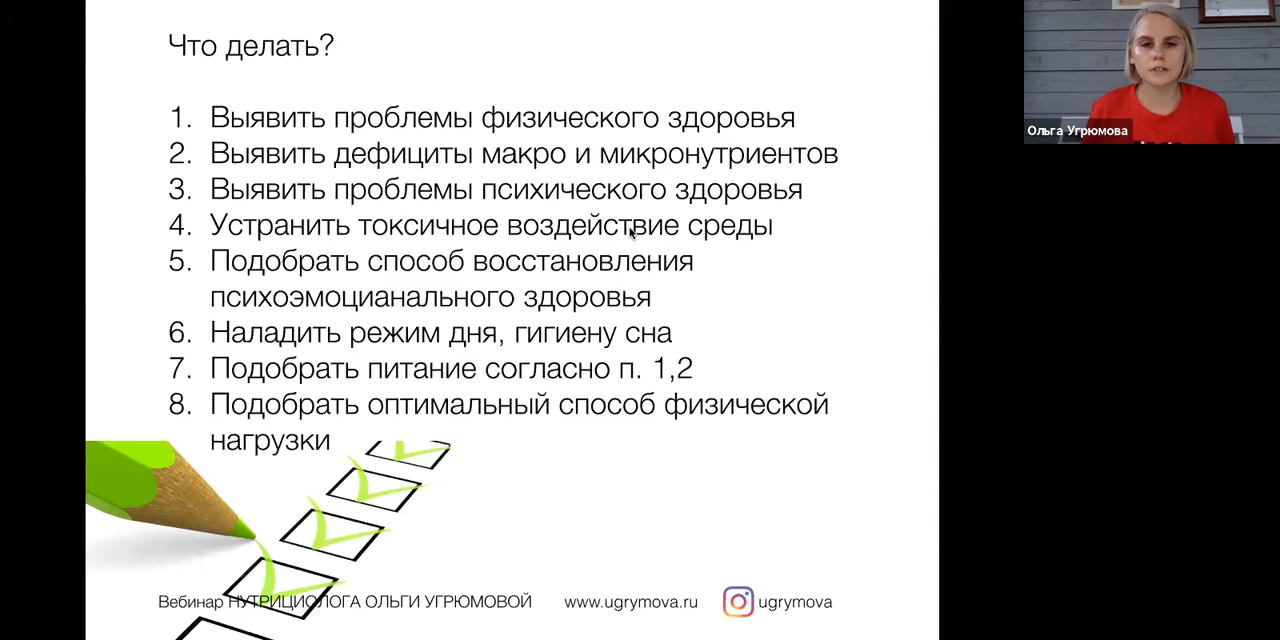 Что делать?
1. Выявить проблемы физического здоровья
2. Выявить дефициты макро и микронутриентов
3. Выявить проблемы психического здоровья
4. Устранить токсичное воздействие среды
5. Подобрать способ восстановления
психоэмоцианального здоровья
6. Наладить режим дня, гигиену сна
7. Подобрать питание согласно п. 1,2
8. Подобрать оптимальный способ физической
нагрузки
Вебинар НУТРИЦИОЛОГА ОЛЬГИ УГРЮМОВОЙ www.ugrymova.ru ugrymova
Ольга Угрюмова